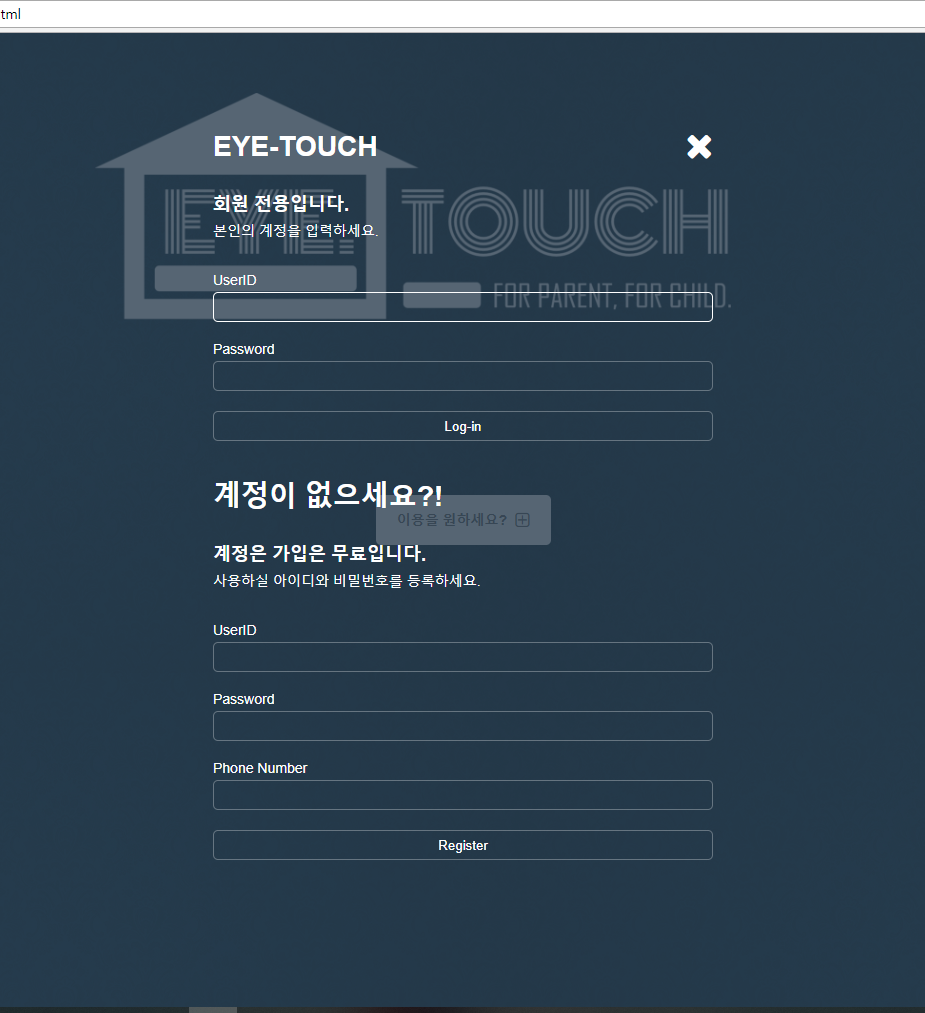 tml
EYE-TOUCH
회원 전용입니다.
EYE. TOUCH
본인의 계정을 입력하세요.
UserID
FOR PARENT, FOR CHILD.
Password
Log-in
계정이 없으세요?!
이용을 원하세요?
계정은 가입은 무료입니다.
사용하실 아이디와 비밀번호를 등록하세요.
UserID
Password
Phone Number
Register